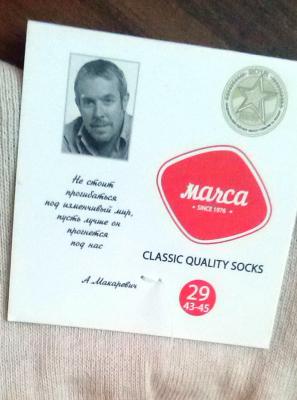 Не стоит
прогибаться
под изменчивый мир,
пусть лучше он
прогнется
под нас
А.Макаревич
марса
• SINCE 1976 •
CLASSIC QUALITY SOCKS
29
43-45